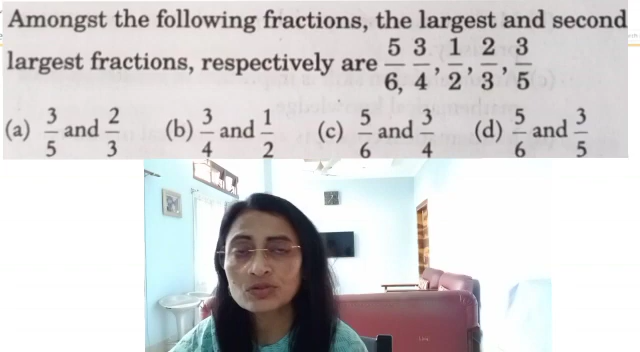 Amongst the following fractions, the largest and second
largest fractions, respectively are 5/6, 3/4, 1/2, 2/3, 3/5
(a) 3/5 and 2/3 (b) 3/4 and 1/2 (c) 5/6 and 3/4 (d) 5/6 and 3/5